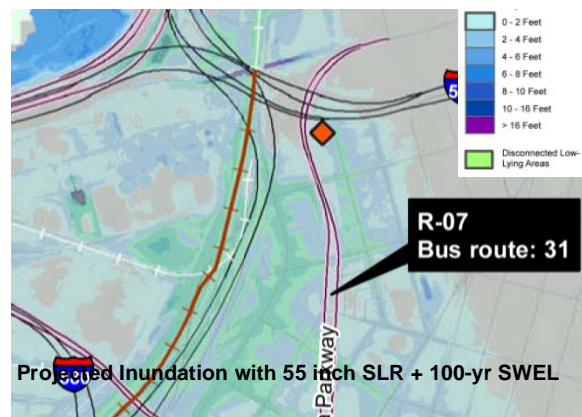 0 - 2 Feet
2 - 4 Feet
4 - 6 Feet
6 - 8 Feet
8 - 10 Feet
10 - 16 Feet
> 16 Feet
Disconnected Low-
Lying Areas
R-07
Bus route: 31
Parkway
Projected Inundation with 55 inch SLR + 100-yr SWEL